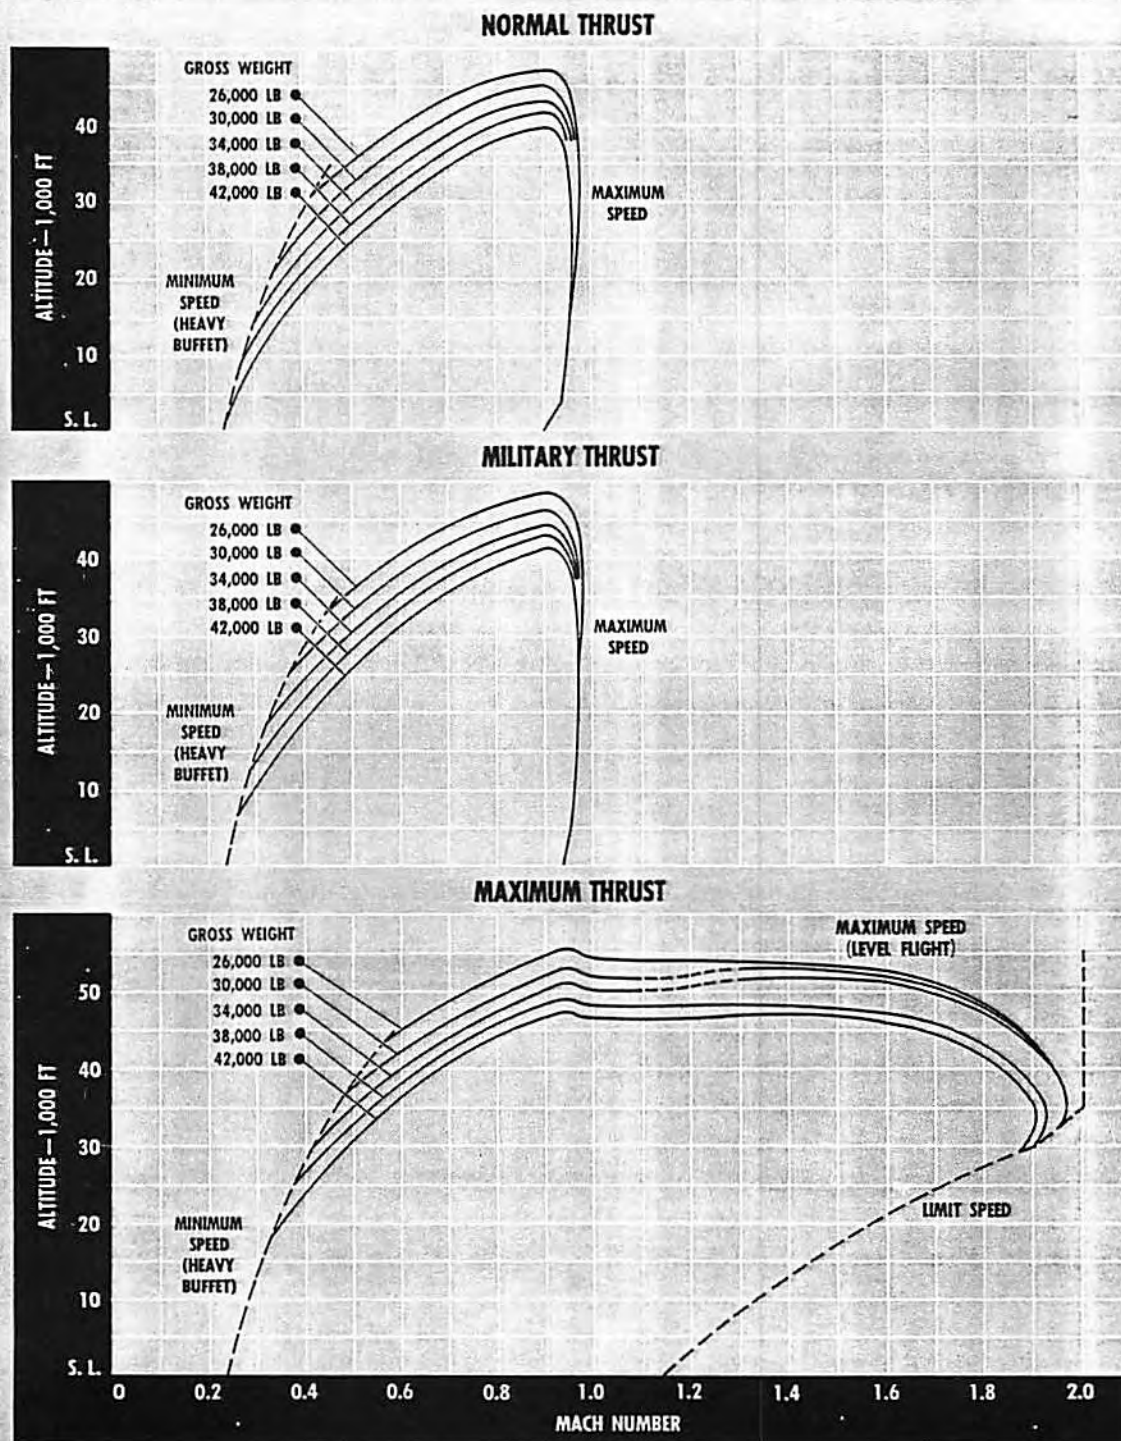 NORMAL THRUST
GROSS WEIGHT
26,000 LB
30,000 LB
34,000 LB
38,000 LB
42,000 LB
ALTITUDE—1,000 FT
40
30
20
10
S. L.
MINIMUM
SPEED
(HEAVY
BUFFET)
MAXIMUM
SPEED
MILITARY THRUST
GROSS WEIGHT
26,000 LB
30,000 LB
34,000 LB
38,000 LB
42,000 LB
ALTITUDE—1,000 FT
40
30
20
10
S. L.
MINIMUM
SPEED
(HEAVY
BUFFET)
MAXIMUM
SPEED
MAXIMUM THRUST
GROSS WEIGHT
26,000 LB
30,000 LB
34,000 LB
38,000 LB
42,000 LB
ALTITUDE—1,000 FT
50
40
30
20
10
S. L.
MINIMUM
SPEED
(HEAVY
BUFFET)
MAXIMUM SPEED
(LEVEL FLIGHT)
LIMIT SPEED
0 0.2 0.4 0.6 0.8 1.0 1.2 1.4 1.6 1.8 2.0
MACH NUMBER